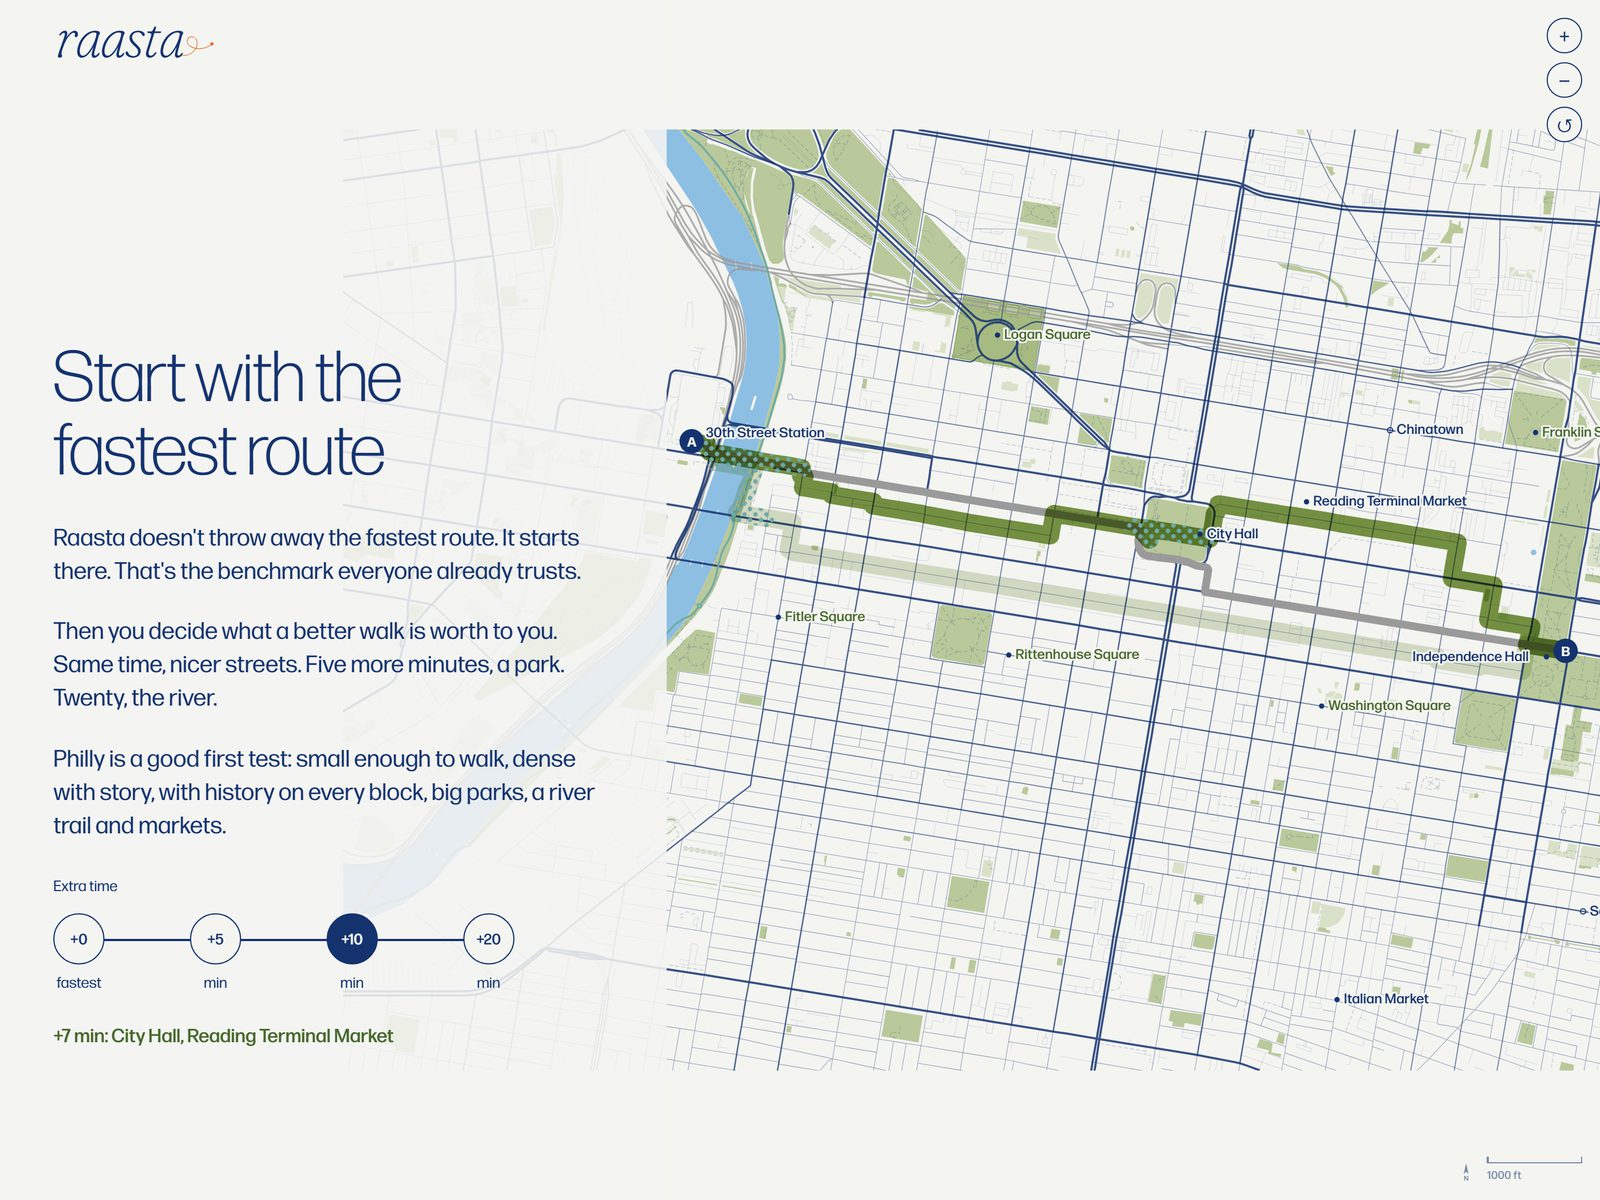 raasta
+
−
Start with the
fastest route
Raasta doesn't throw away the fastest route. It starts
there. That's the benchmark everyone already trusts.
Then you decide what a better walk is worth to you.
Same time, nicer streets. Five more minutes, a park.
Twenty, the river.
Philly is a good first test: small enough to walk, dense
with story, with history on every block, big parks, a river
trail and markets.
Extra time
+0
+5
+10
+20
fastest
min
min
min
+7 min: City Hall, Reading Terminal Market
Logan Square
A
30th Street Station
Chinatown
Franklin S
Reading Terminal Market
City Hall
Fitler Square
Rittenhouse Square
Independence Hall
B
Washington Square
Italian Market
N
1000 ft